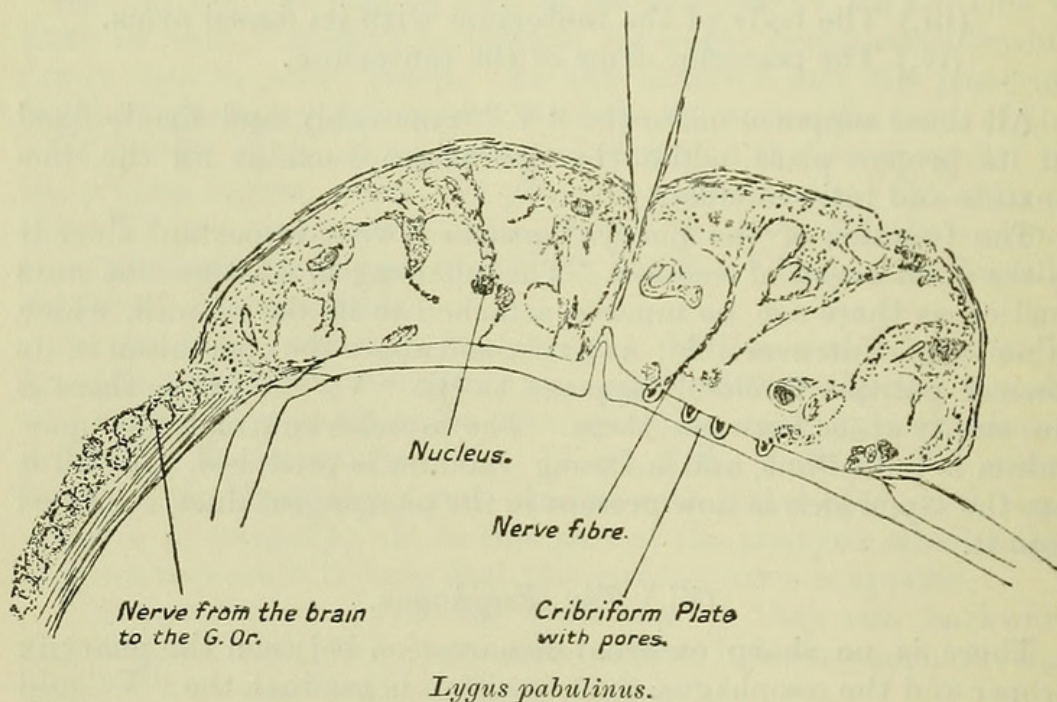 Nucleus.
Nerve fibre.
Nerve from the brain
to the G.Or.
Cribriform Plate
with pores.
Lygus pabulinus.